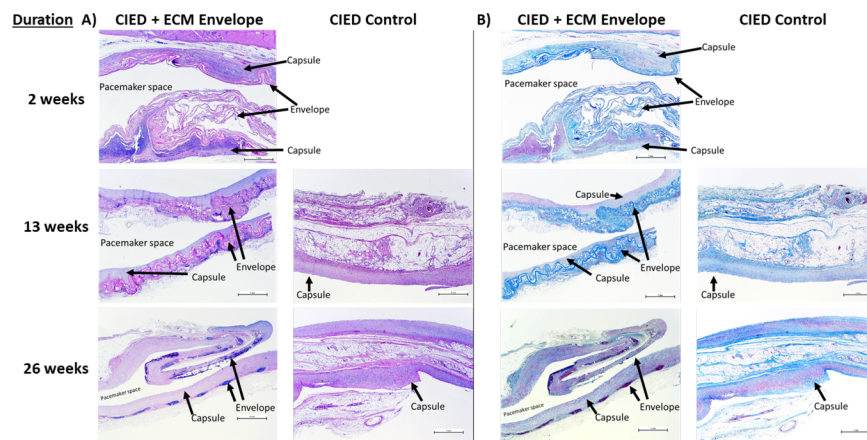 Duration A) CIED + ECM Envelope CIED Control B) CIED + ECM Envelope CIED Control
2 weeks
Capsule
Pacemaker space
Envelope
Capsule
Capsule
Pacemaker space
Envelope
Capsule
13 weeks
Pacemaker space
Capsule
Envelope
Capsule
Capsule
Pacemaker space
Capsule
Envelope
Capsule
26 weeks
Pacemaker space
Capsule
Envelope
Capsule
Pacemaker space
Capsule
Envelope
Capsule